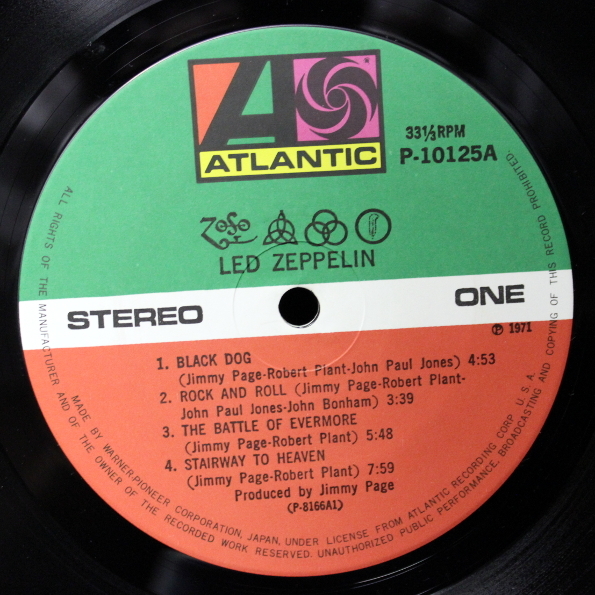 ATLANTIC
33⅓RPM
P-10125A
LED ZEPPELIN
STEREO
ONE
℗ 1971
1. BLACK DOG
(Jimmy Page-Robert Plant-John Paul Jones) 4:53
2. ROCK AND ROLL (Jimmy Page-Robert Plant-
John Paul Jones-John Bonham) 3:39
3. THE BATTLE OF EVERMORE
(Jimmy Page-Robert Plant) 5:48
4. STAIRWAY TO HEAVEN
(Jimmy Page-Robert Plant) 7:59
Produced by Jimmy Page
(P-8166A1)
ALL RIGHTS OF THE MANUFACTURER AND OF THE OWNER OF THE RECORDED WORK RESERVED. UNAUTHORIZED PUBLIC PERFORMANCE, BROADCASTING AND COPYING OF THIS RECORD PROHIBITED.
MADE BY WARNER-PIONEER CORPORATION, JAPAN, UNDER LICENSE FROM ATLANTIC RECORDING CORP. U.S.A.